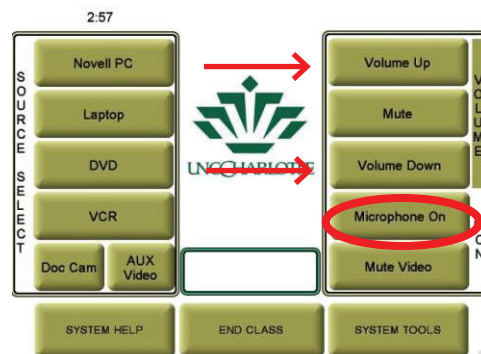 2:57
SOURCE SELECT
Novell PC
Laptop
DVD
VCR
Doc Cam
AUX
Video
UNC CHARLOTTE
Volume Up
Mute
Volume Down
Microphone On
Mute Video
VOLUME
SYSTEM HELP
END CLASS
SYSTEM TOOLS